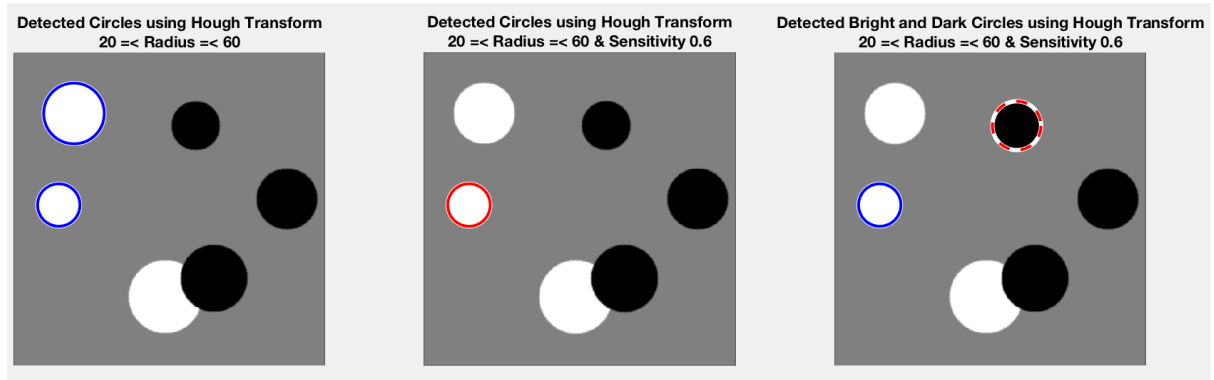 Detected Circles using Hough Transform
20 =< Radius =< 60
Detected Circles using Hough Transform
20 =< Radius =< 60 & Sensitivity 0.6
Detected Bright and Dark Circles using Hough Transform
20 =< Radius =< 60 & Sensitivity 0.6